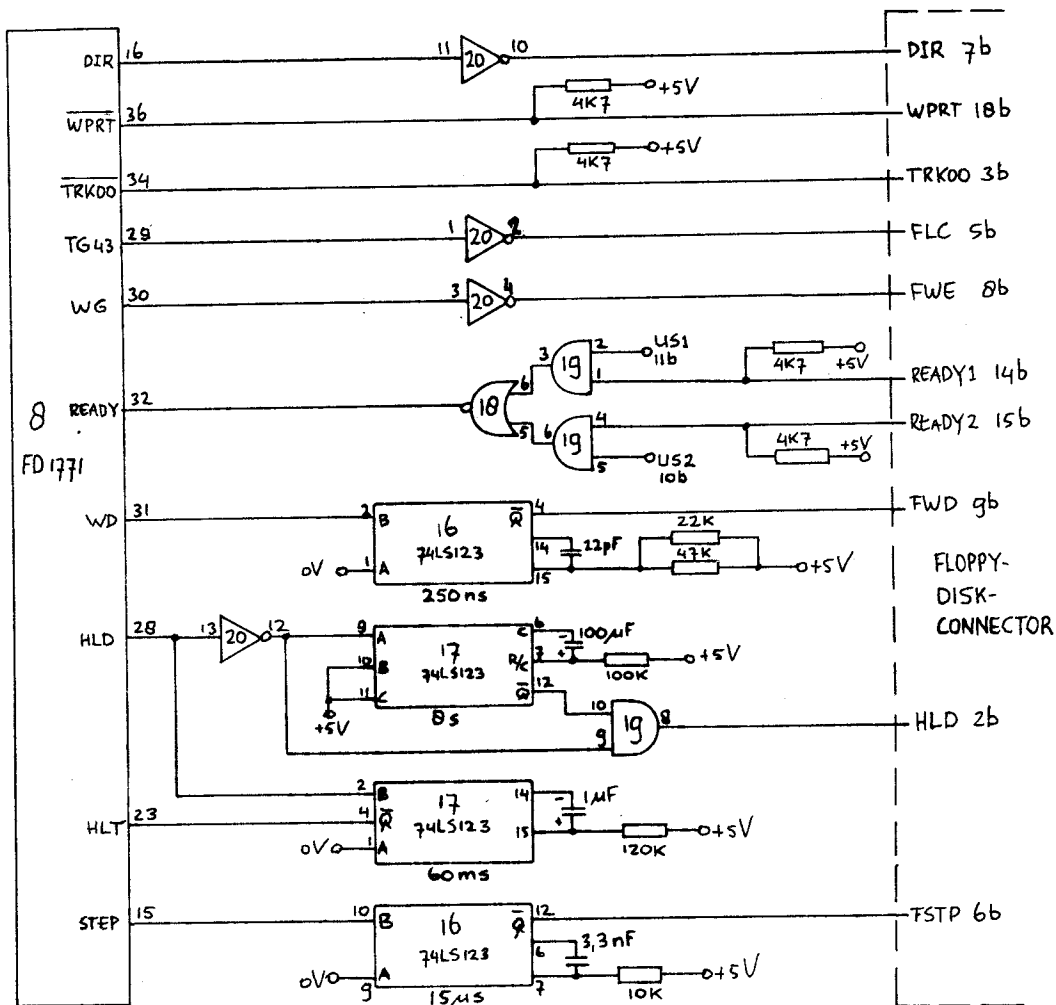 DIR 16 11 20 10 DIR 7b
4K7 +5V
WPRT 36 WPRT 18b
4K7 +5V
TRK00 34 TRK00 3b
TG43 29 1 20 2 FLC 5b
WG 30 3 20 4 FWE 8b
3 19 2 US1 11b
1 4K7 +5V READY1 14b
8 FD1771
READY 32 18 6 5
6 19 4 READY2 15b
5 US2 10b 4K7 +5V
WD 31 2 B 16 Q 4 FWD 9b
74LS123 14 22pF 22K
47K
0V 1 A 15 +5V
250ns
FLOPPY-
DISK-
CONNECTOR
HLD 28 13 20 12 9 A 17 C 6 100µF
10 B 74LS123 R/C 7 100K +5V
11 C Q 12
+5V 8s
10 19 8 HLD 2b
9
2 B 17 14 1µF
HLT 23 4 Q 74LS123 15 120K +5V
0V 1 A
60ms
STEP 15 10 B 16 Q 12 FSTP 6b
74LS123 6 3,3nF
0V 9 A 7 10K +5V
15µs